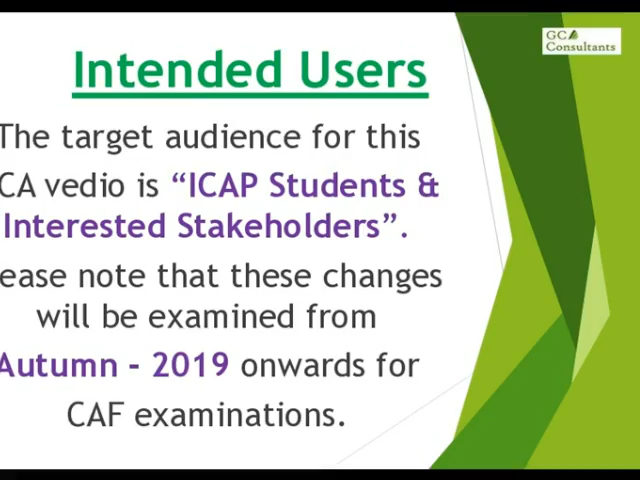 GCA
Consultants
Intended Users
The target audience for this
CA vedio is “ICAP Students &
Interested Stakeholders”.
ease note that these changes
will be examined from
Autumn - 2019 onwards for
CAF examinations.